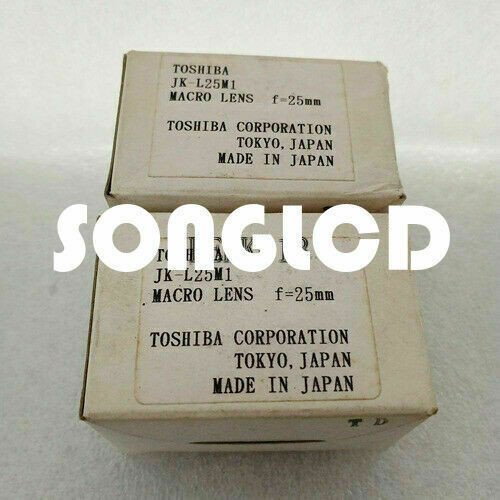 TOSHIBA
JK-L25M1
MACRO LENS f=25mm
TOSHIBA CORPORATION
TOKYO, JAPAN
MADE IN JAPAN
SONGLCD
JK-L25M1
MACRO LENS f=25mm
TOSHIBA CORPORATION
TOKYO, JAPAN
MADE IN JAPAN
T D